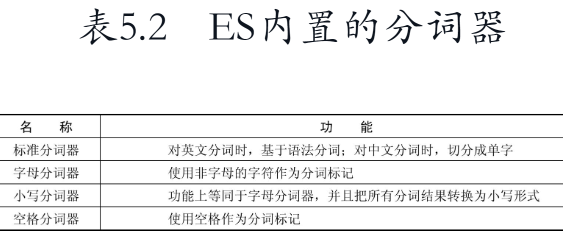 表5.2 ES内置的分词器
名 称 功 能
标准分词器 对英文分词时，基于语法分词；对中文分词时，切分成单字
字母分词器 使用非字母的字符作为分词标记
小写分词器 功能上等同于字母分词器，并且把所有分词结果转换为小写形式
空格分词器 使用空格作为分词标记